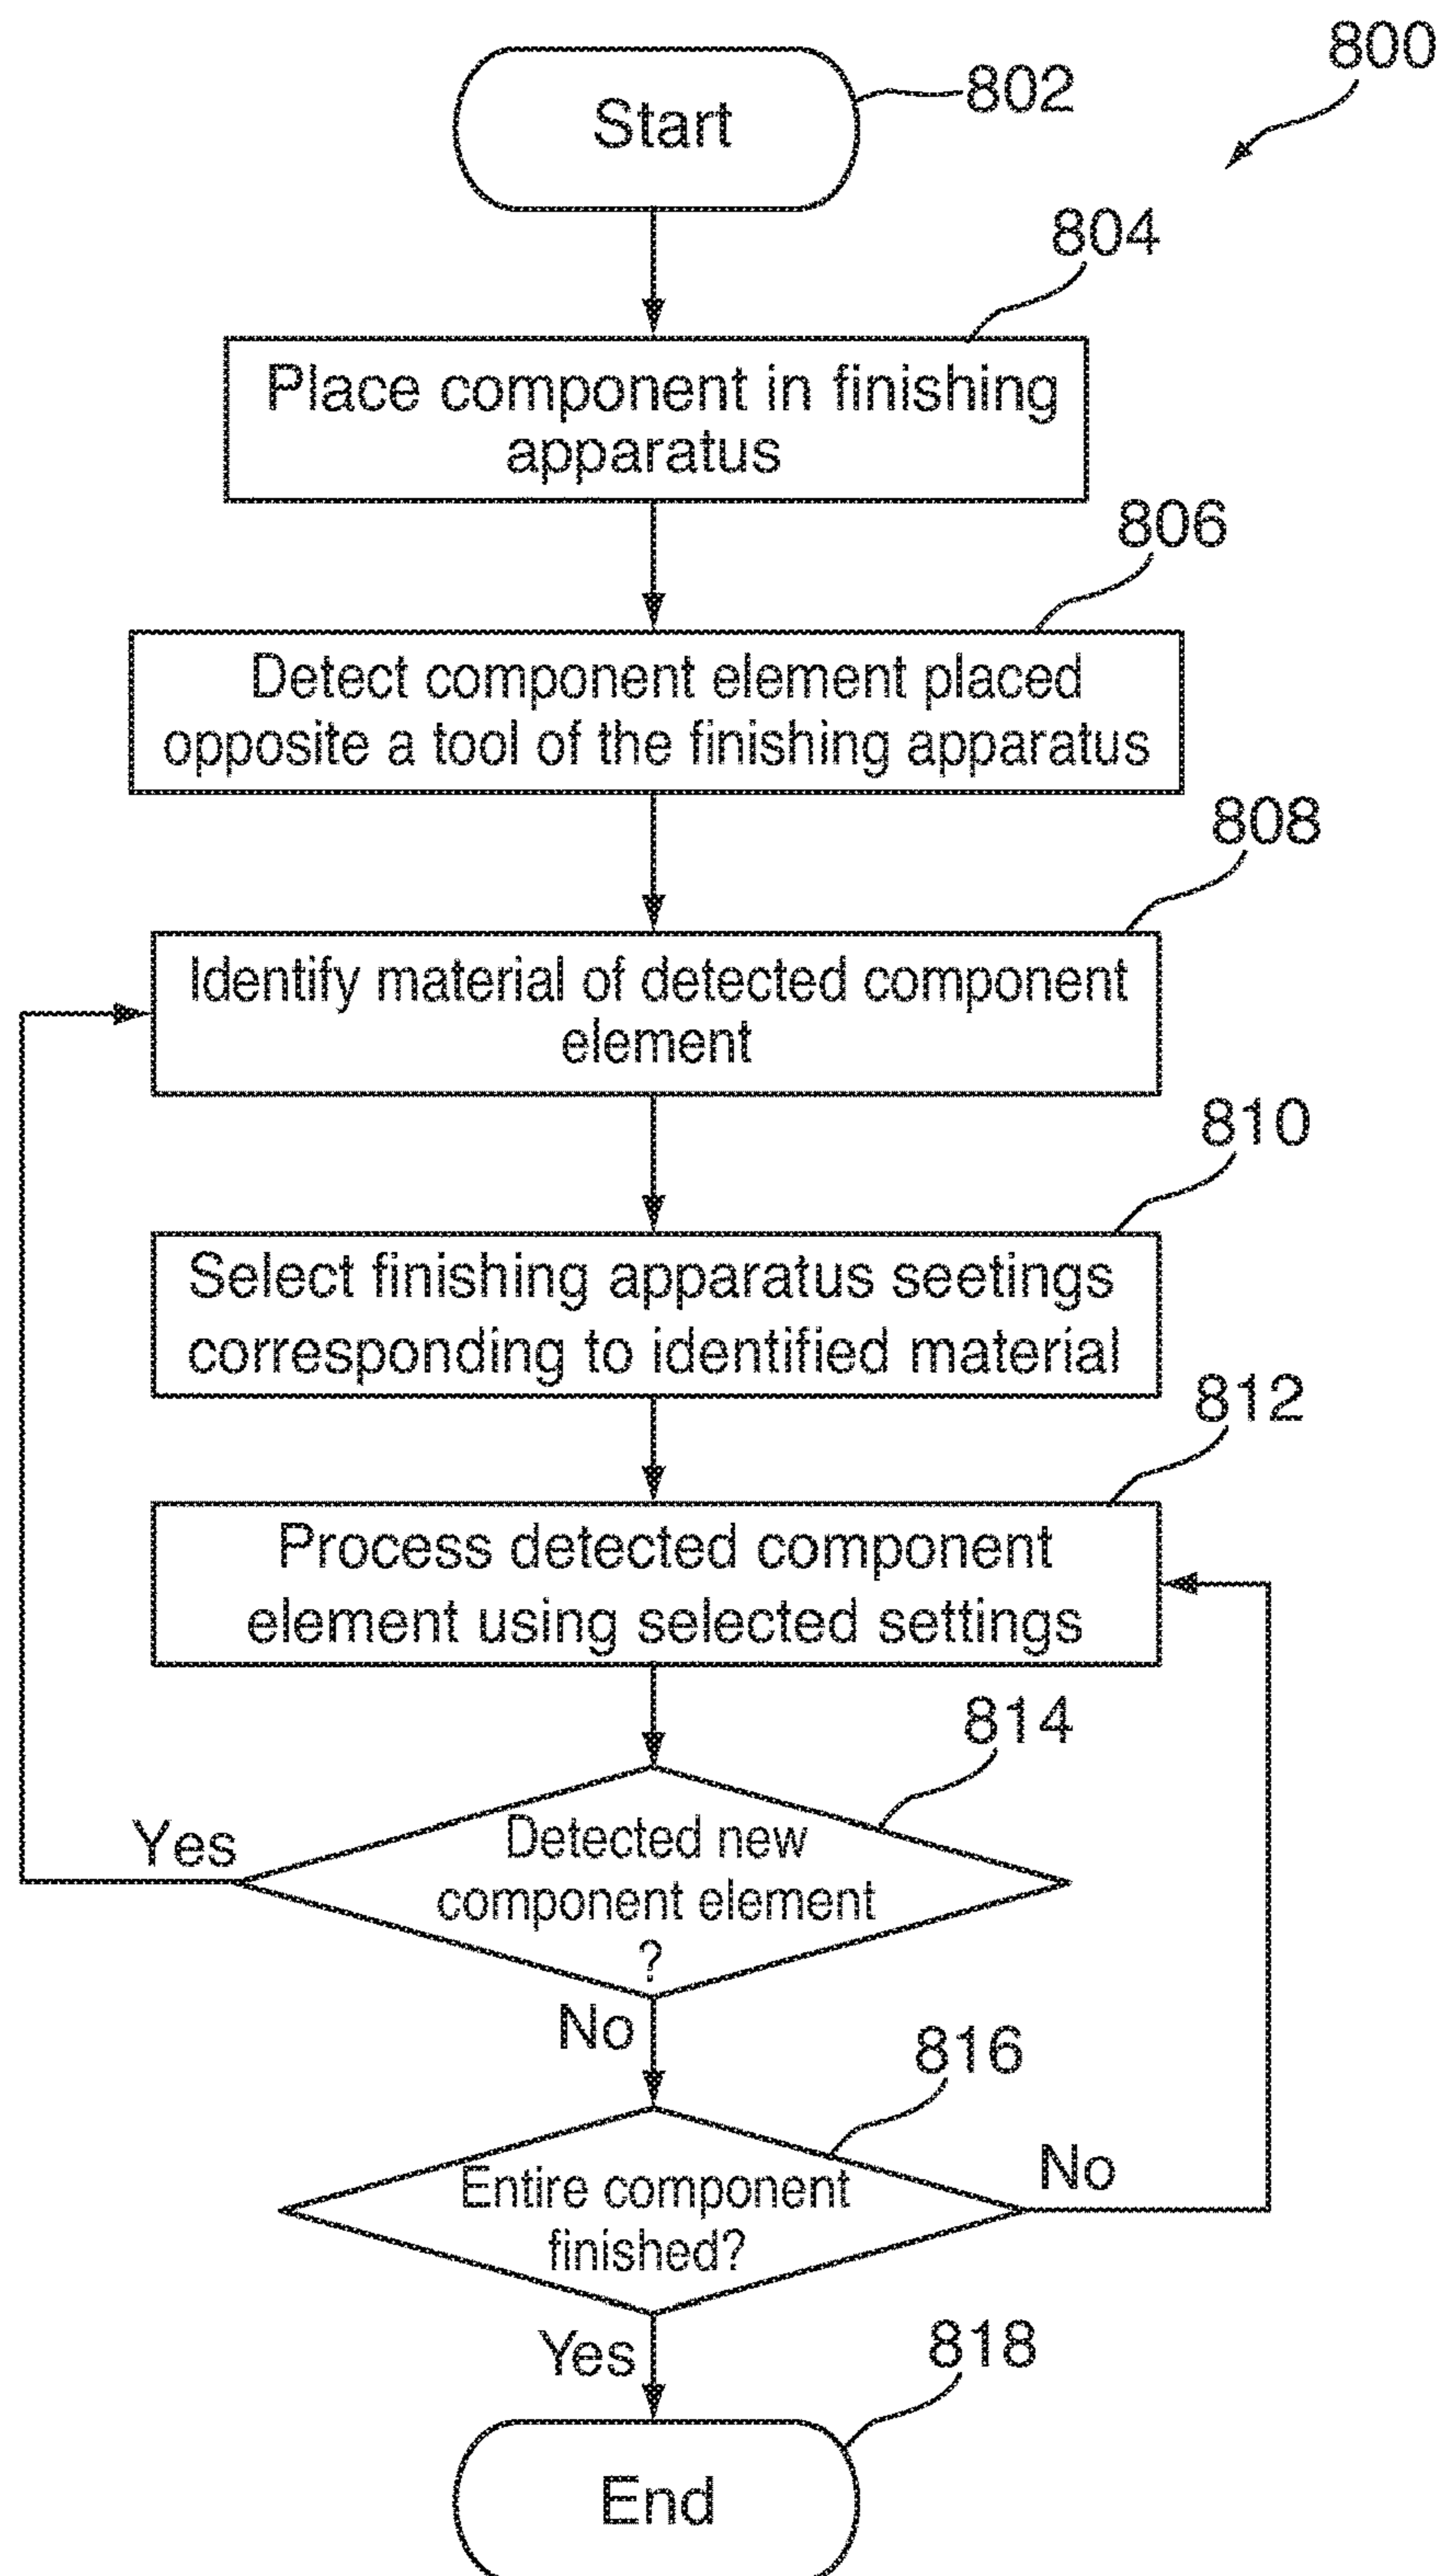 800
Start
802
804
Place component in finishing
apparatus
806
Detect component element placed
opposite a tool of the finishing apparatus
808
Identify material of detected component
element
810
Select finishing apparatus seetings
corresponding to identified material
812
Process detected component
element using selected settings
814
Detected new
component element
?
Yes
No
816
Entire component
finished?
No
Yes
818
End